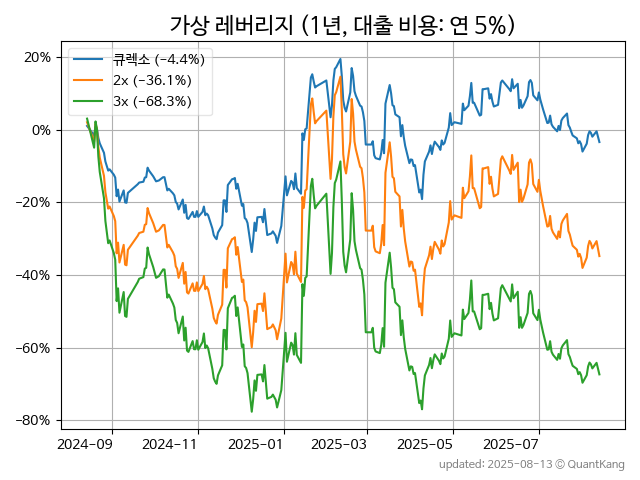 가상 레버리지 (1년, 대출 비용: 연 5%)
20%
0%
−20%
−40%
−60%
−80%
큐렉소 (−4.4%)
2x (−36.1%)
3x (−68.3%)
2024-09
2024-11
2025-01
2025-03
2025-05
2025-07
updated: 2025-08-13 © QuantKang